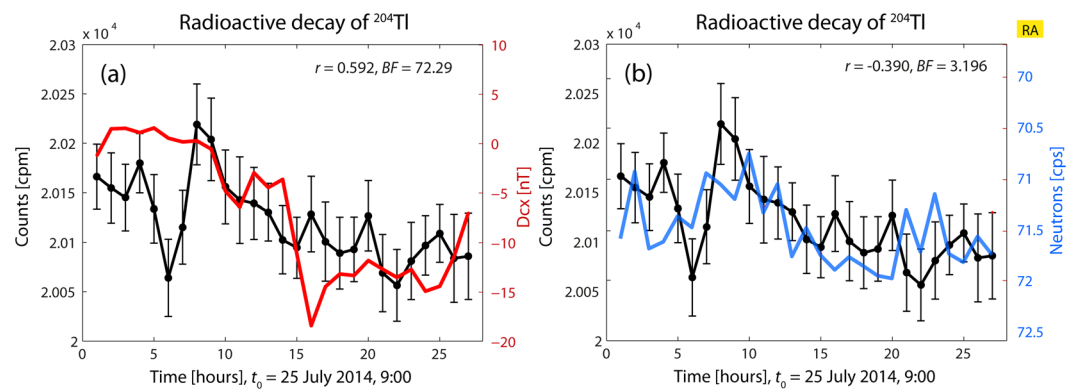 Radioactive decay of ²⁰⁴Tl
x 10⁴
(a)
r = 0.592, BF = 72.29
2.03
2.025
2.02
2.015
2.01
2.005
2
Counts [cpm]
10
5
0
−5
−10
−15
−20
Dcx [nT]
0 5 10 15 20 25
Time [hours], t₀ = 25 July 2014, 9:00
Radioactive decay of ²⁰⁴Tl
x 10⁴
RA
(b)
r = -0.390, BF = 3.196
2.03
2.025
2.02
2.015
2.01
2.005
2
Counts [cpm]
70
70.5
71
71.5
72
72.5
Neutrons [cps]
0 5 10 15 20 25
Time [hours], t₀ = 25 July 2014, 9:00